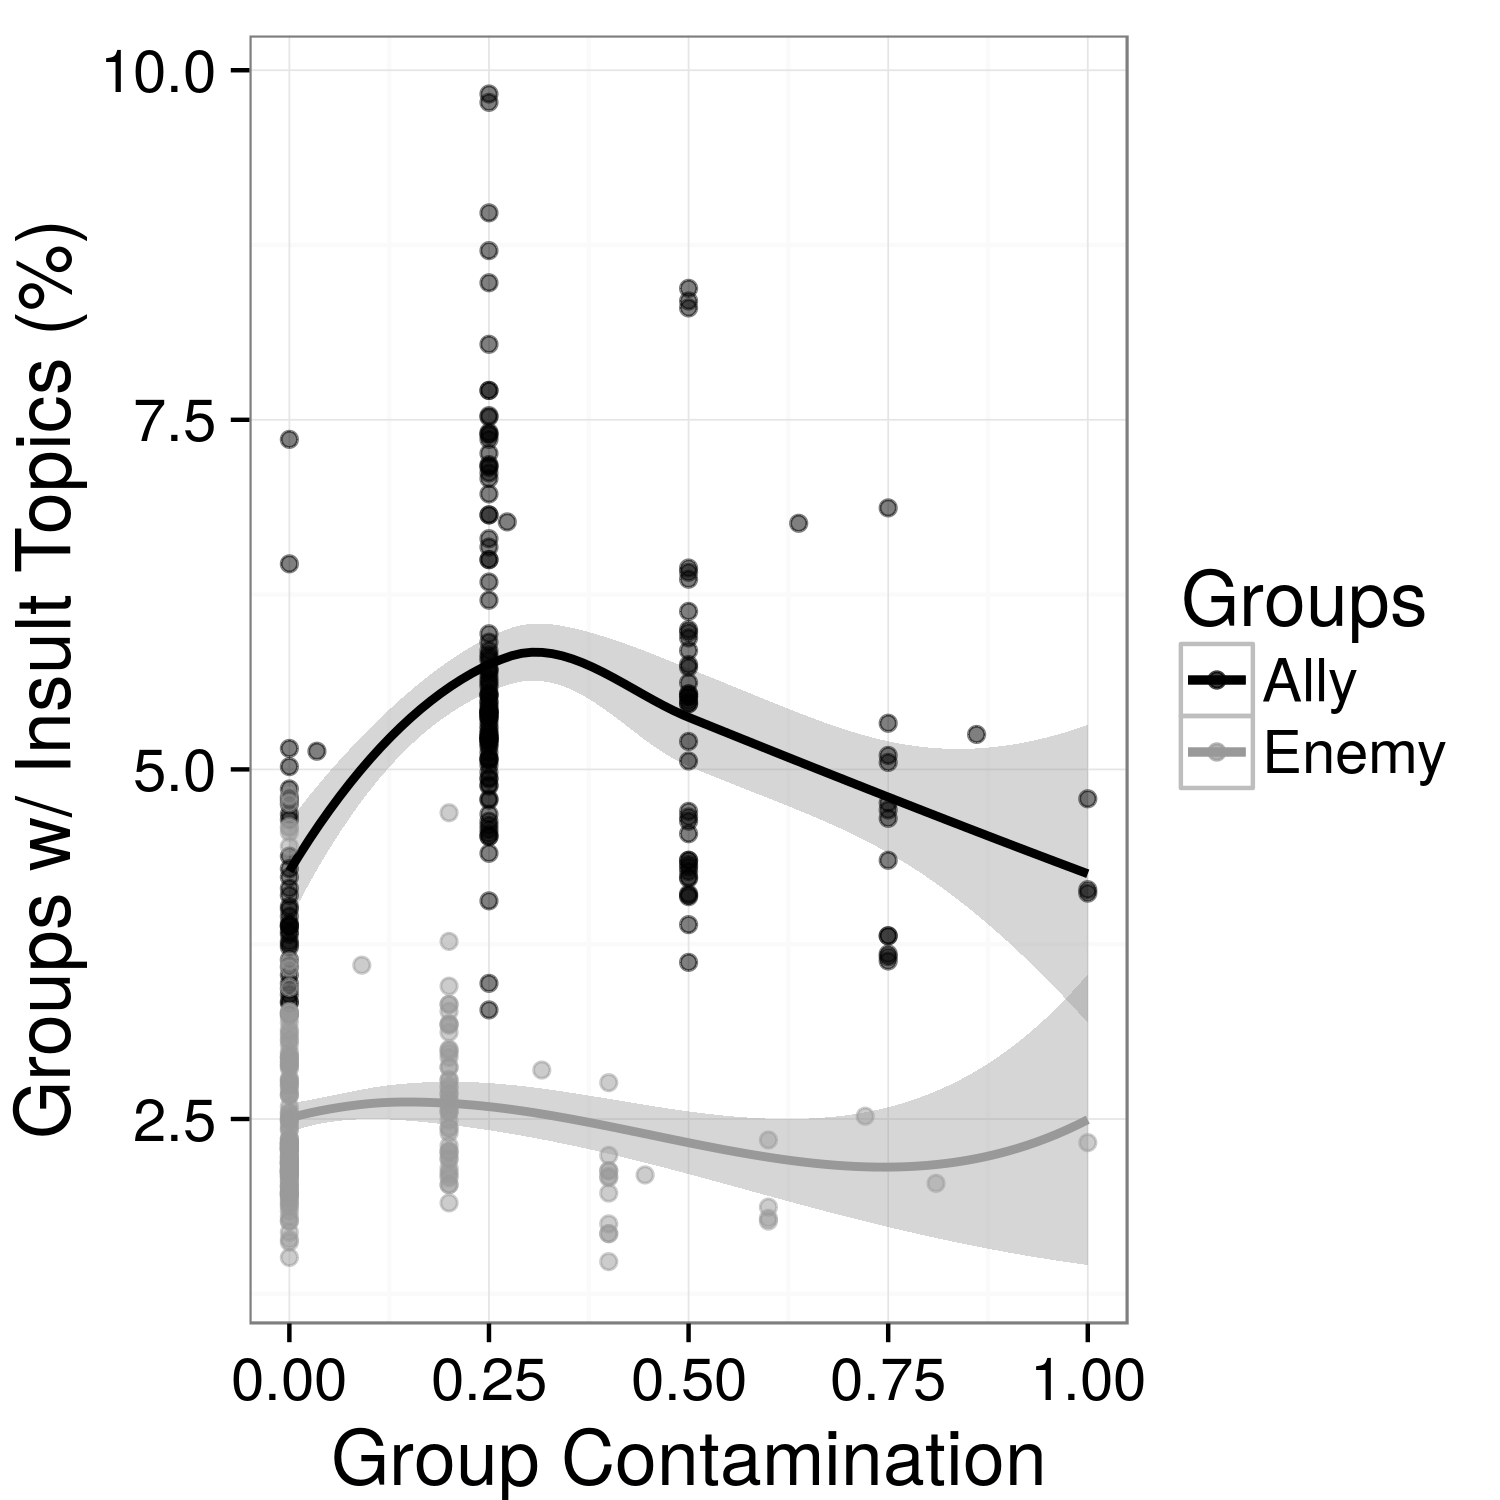 Groups w/ Insult Topics (%)
10.0
7.5
5.0
2.5
0.00 0.25 0.50 0.75 1.00
Group Contamination
Groups
Ally
Enemy